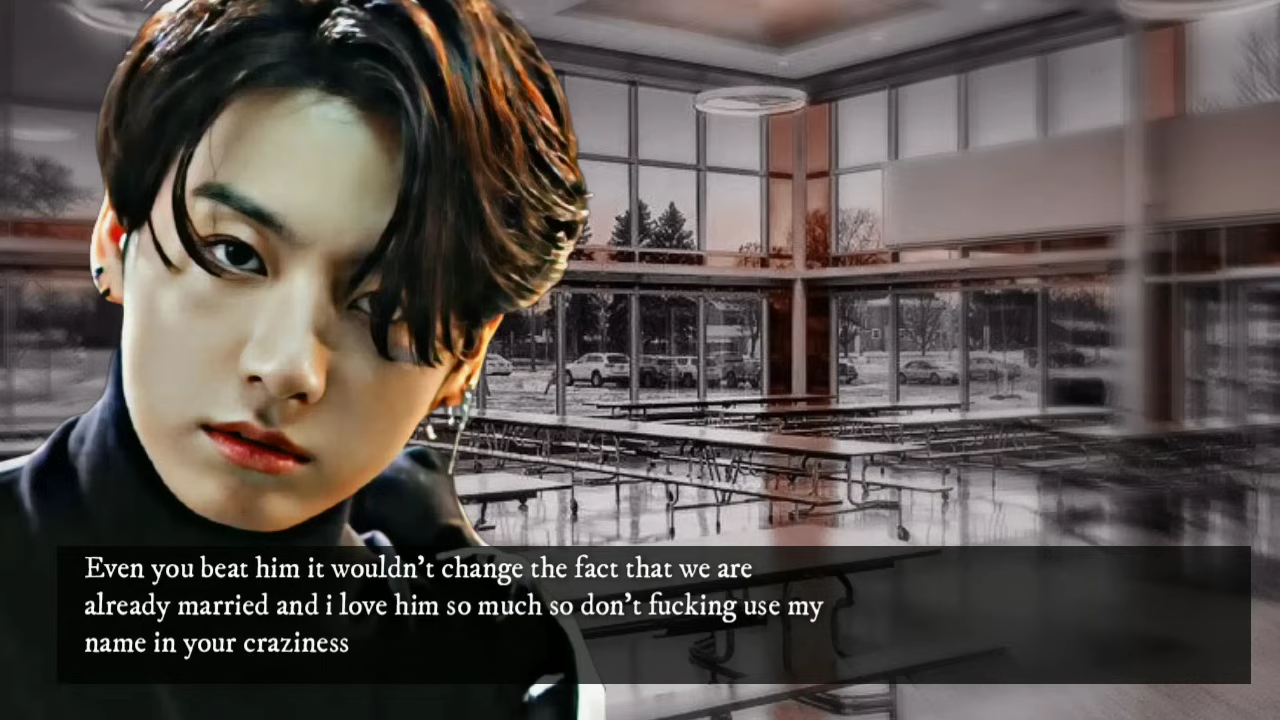 Even you beat him it wouldn't change the fact that we are
already married and i love him so much so don't fucking use my
name in your craziness